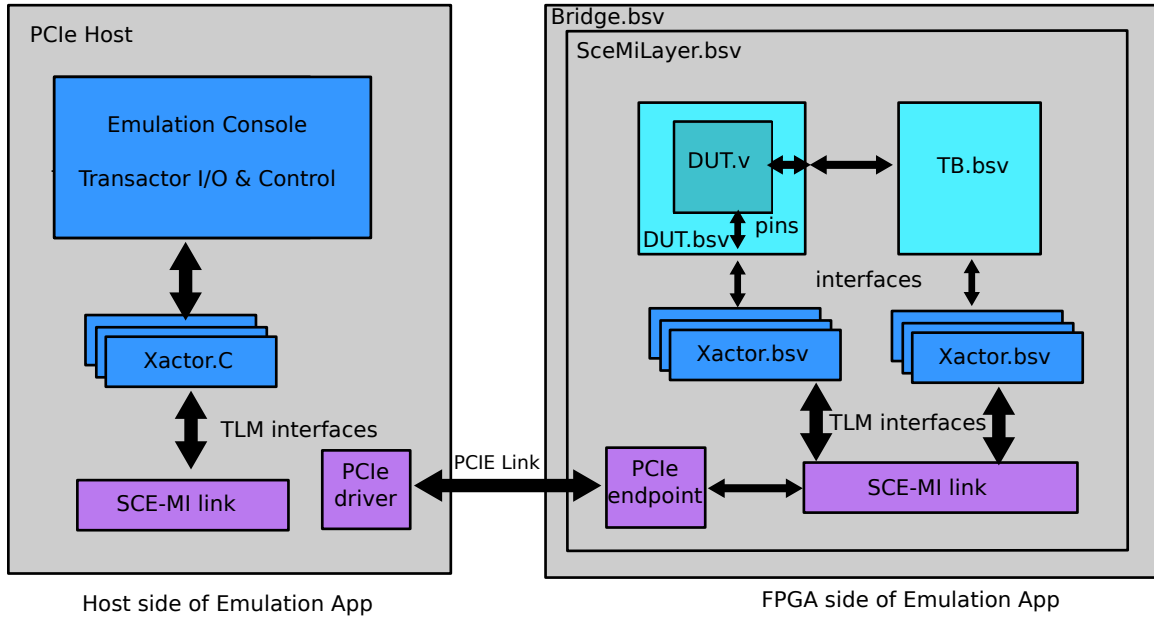 PCIe Host
Emulation Console
Transactor I/O & Control
Xactor.C
TLM interfaces
SCE-MI link
PCIe
driver
Host side of Emulation App
PCIE Link
Bridge.bsv
SceMiLayer.bsv
DUT.v
pins
DUT.bsv
TB.bsv
interfaces
Xactor.bsv
Xactor.bsv
TLM interfaces
PCIe
endpoint
SCE-MI link
FPGA side of Emulation App